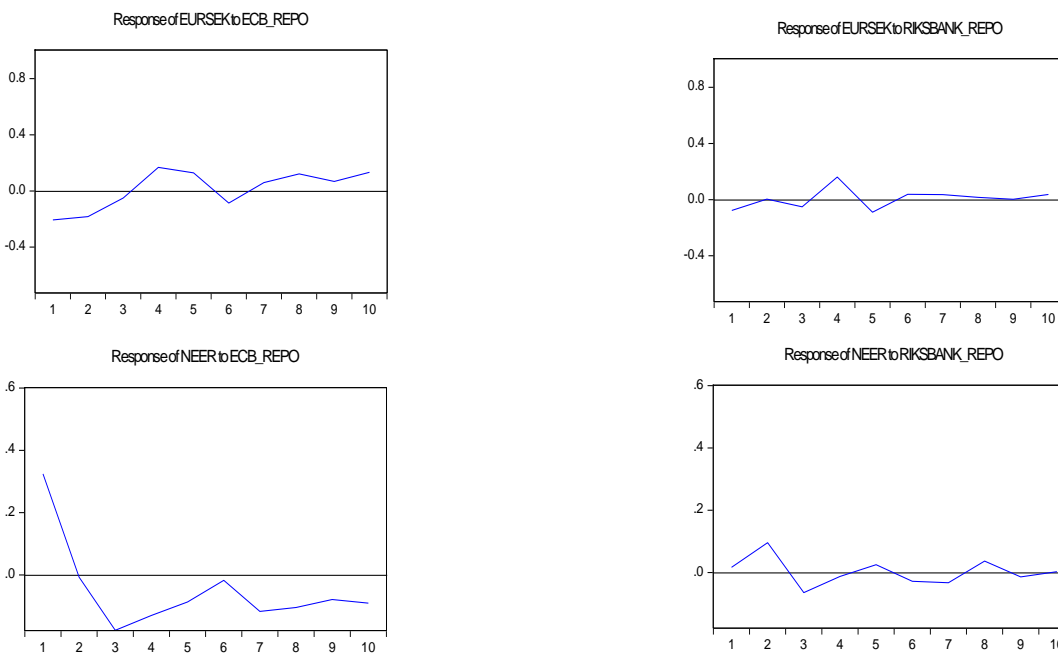 Response of EURSEK to ECB_REPO
0.8
0.4
0.0
-0.4
1 2 3 4 5 6 7 8 9 10
Response of EURSEK to RIKSBANK_REPO
0.8
0.4
0.0
-0.4
1 2 3 4 5 6 7 8 9 10
Response of NEER to ECB_REPO
.6
.4
.2
.0
1 2 3 4 5 6 7 8 9 10
Response of NEER to RIKSBANK_REPO
.6
.4
.2
.0
1 2 3 4 5 6 7 8 9 10